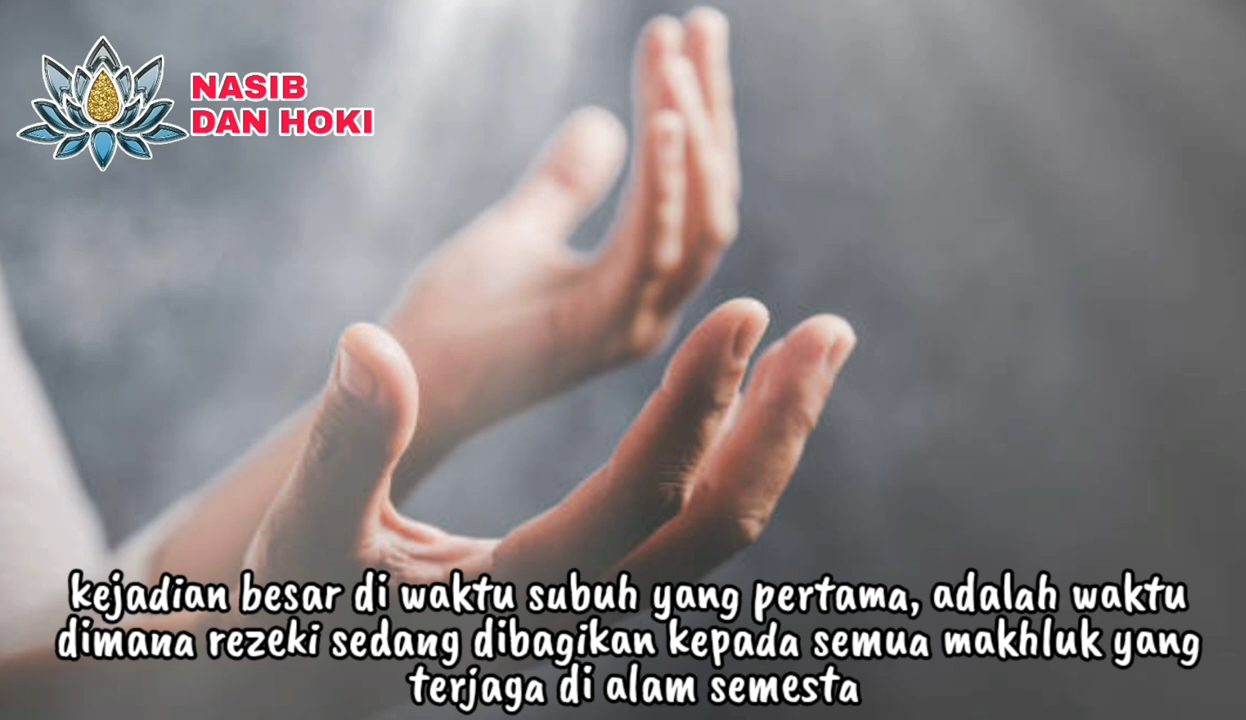 NASIB
DAN HOKI
kejadian besar di waktu subuh yang pertama, adalah waktu
dimana rezeki sedang dibagikan kepada semua makhluk yang
terjaga di alam semesta